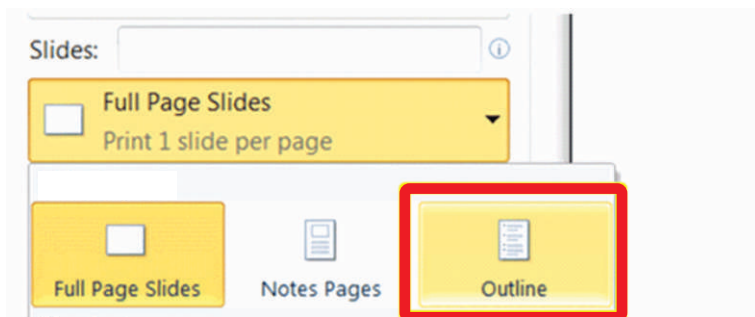 Slides:
Full Page Slides
Print 1 slide per page
Full Page Slides Notes Pages Outline